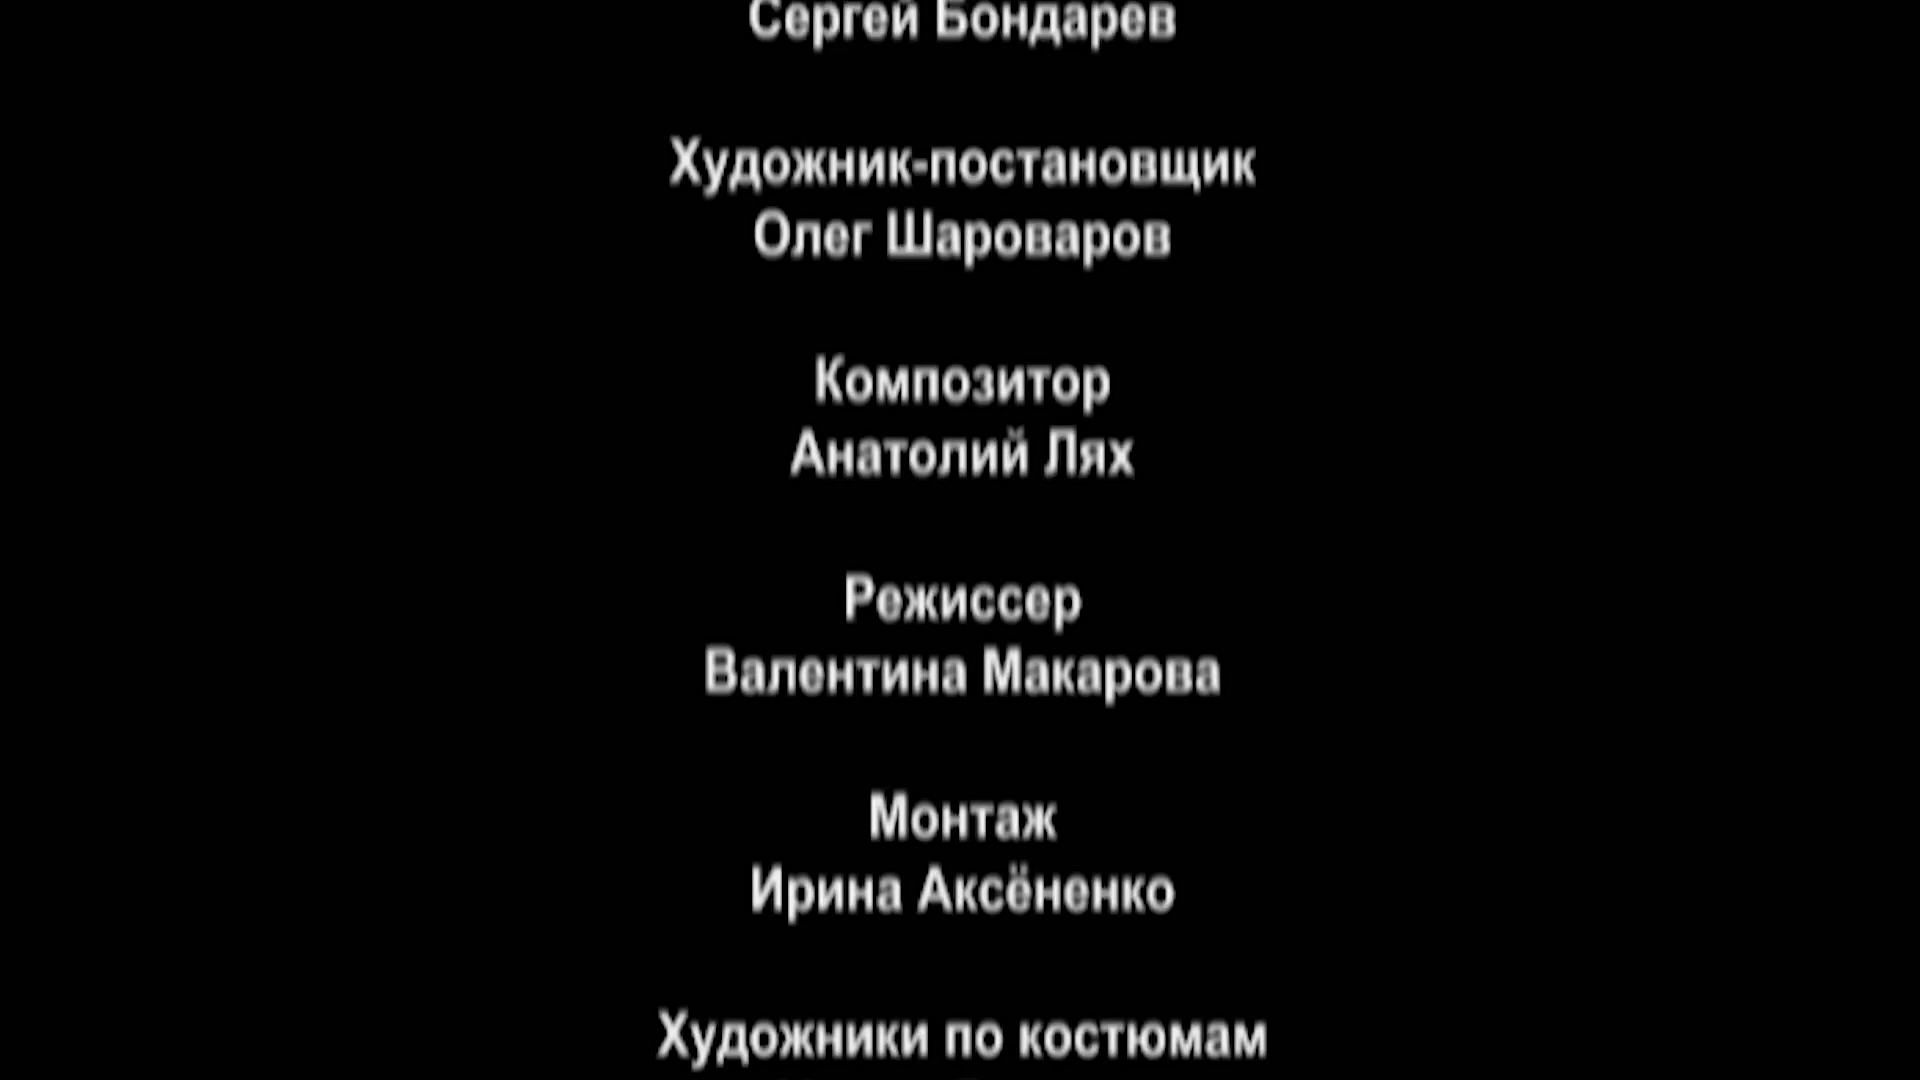 Сергей Бондарев
Художник-постановщик
Олег Шароваров
Композитор
Анатолий Лях
Режиссер
Валентина Макарова
Монтаж
Ирина Аксёненко
Художники по костюмам